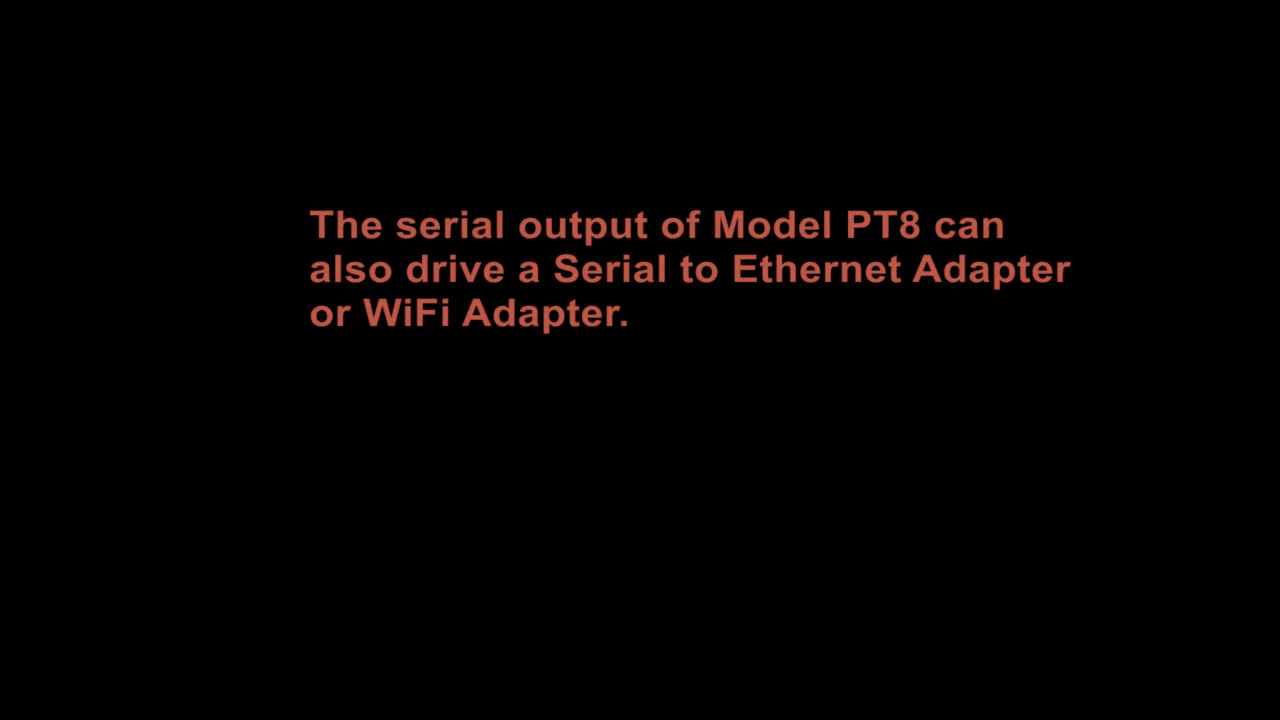 The serial output of Model PT8 can
also drive a Serial to Ethernet Adapter
or WiFi Adapter.